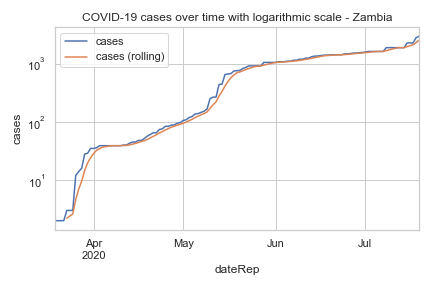 COVID-19 cases over time with logarithmic scale - Zambia
cases
cases (rolling)
10³
10²
10¹
cases
Apr
2020
May
Jun
Jul
dateRep